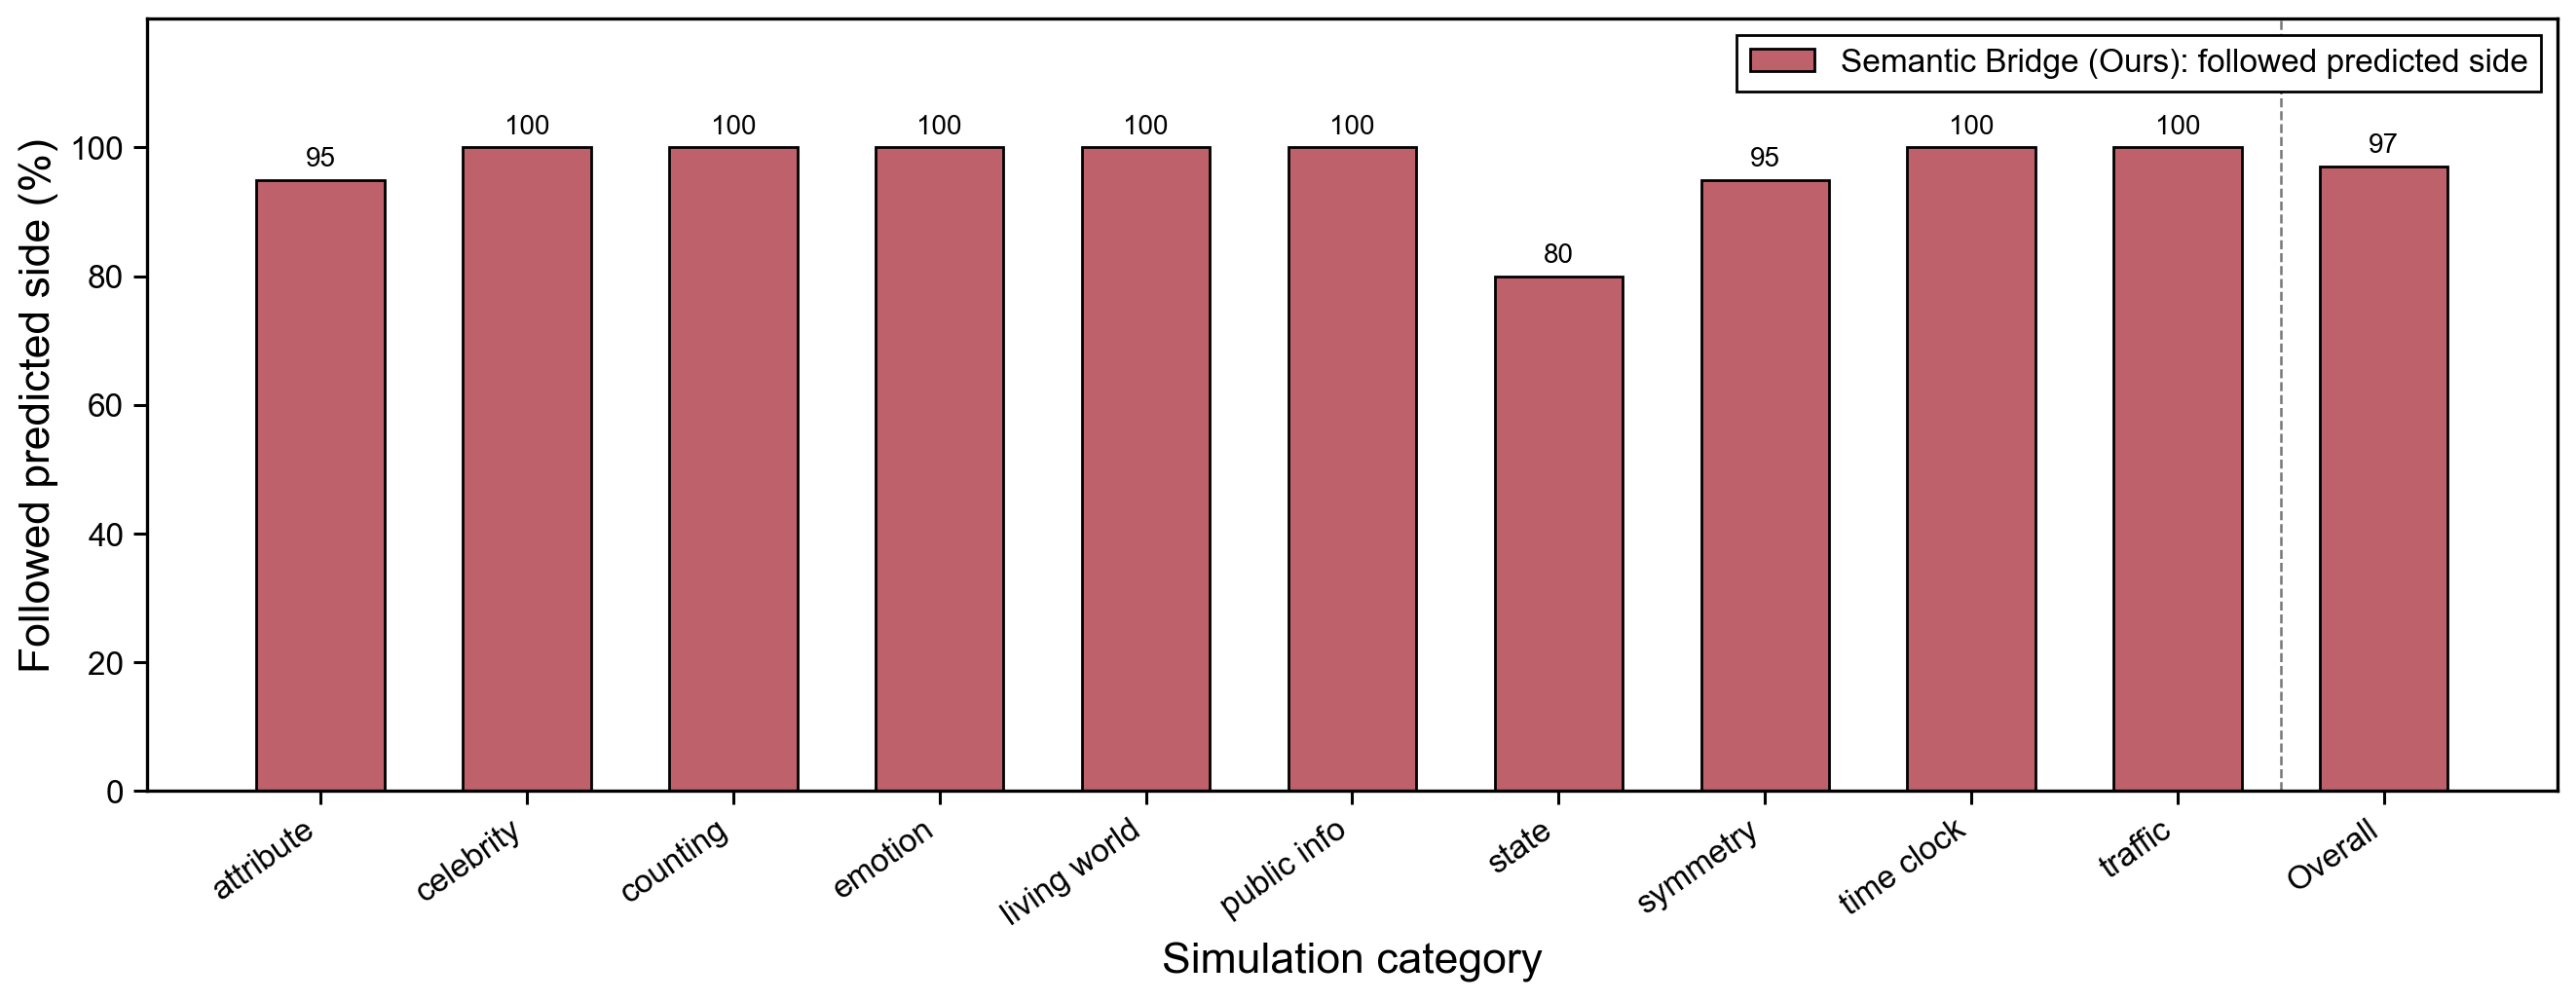 Semantic Bridge (Ours): followed predicted side
Followed predicted side (%)
100
80
60
40
20
0
95
100
100
100
100
100
80
95
100
100
97
attribute
celebrity
counting
emotion
living world
public info
state
symmetry
time clock
traffic
Overall
Simulation category